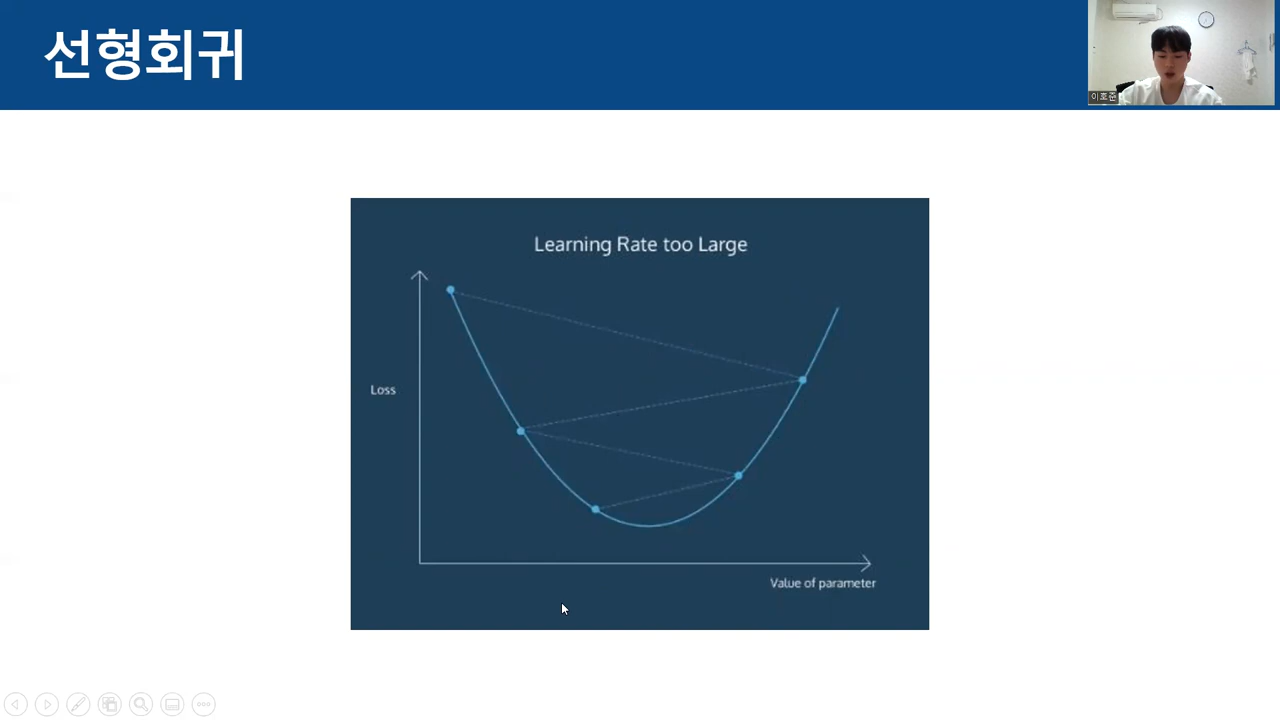 선형회귀
이호준
Learning Rate too Large
Loss
Value of parameter